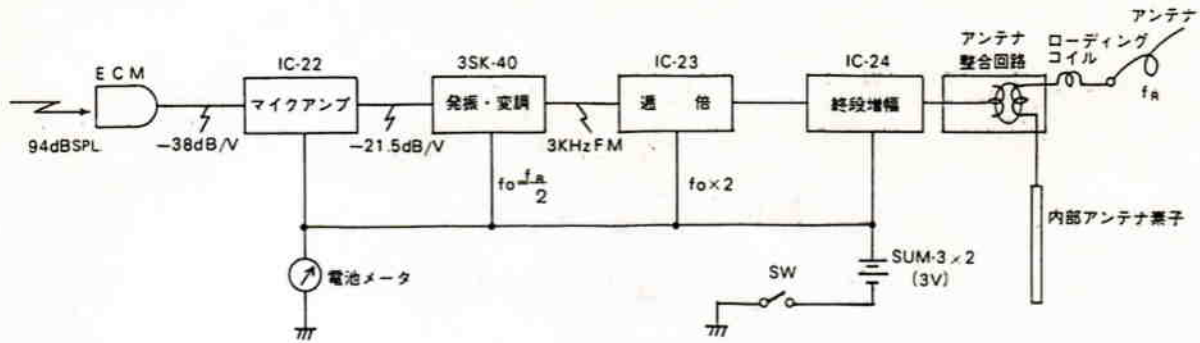 アンテナ
アンテナ
整合回路
ローディング
コイル
ECM
IC-22
3SK-40
IC-23
IC-24
マイクアンプ
発振・変調
逓倍
終段増幅
fR
94dBSPL
-38dB/V
-21.5dB/V
3KHz FM
fo=fR/2
fo×2
内部アンテナ素子
電池メータ
SW
SUM-3×2
(3V)